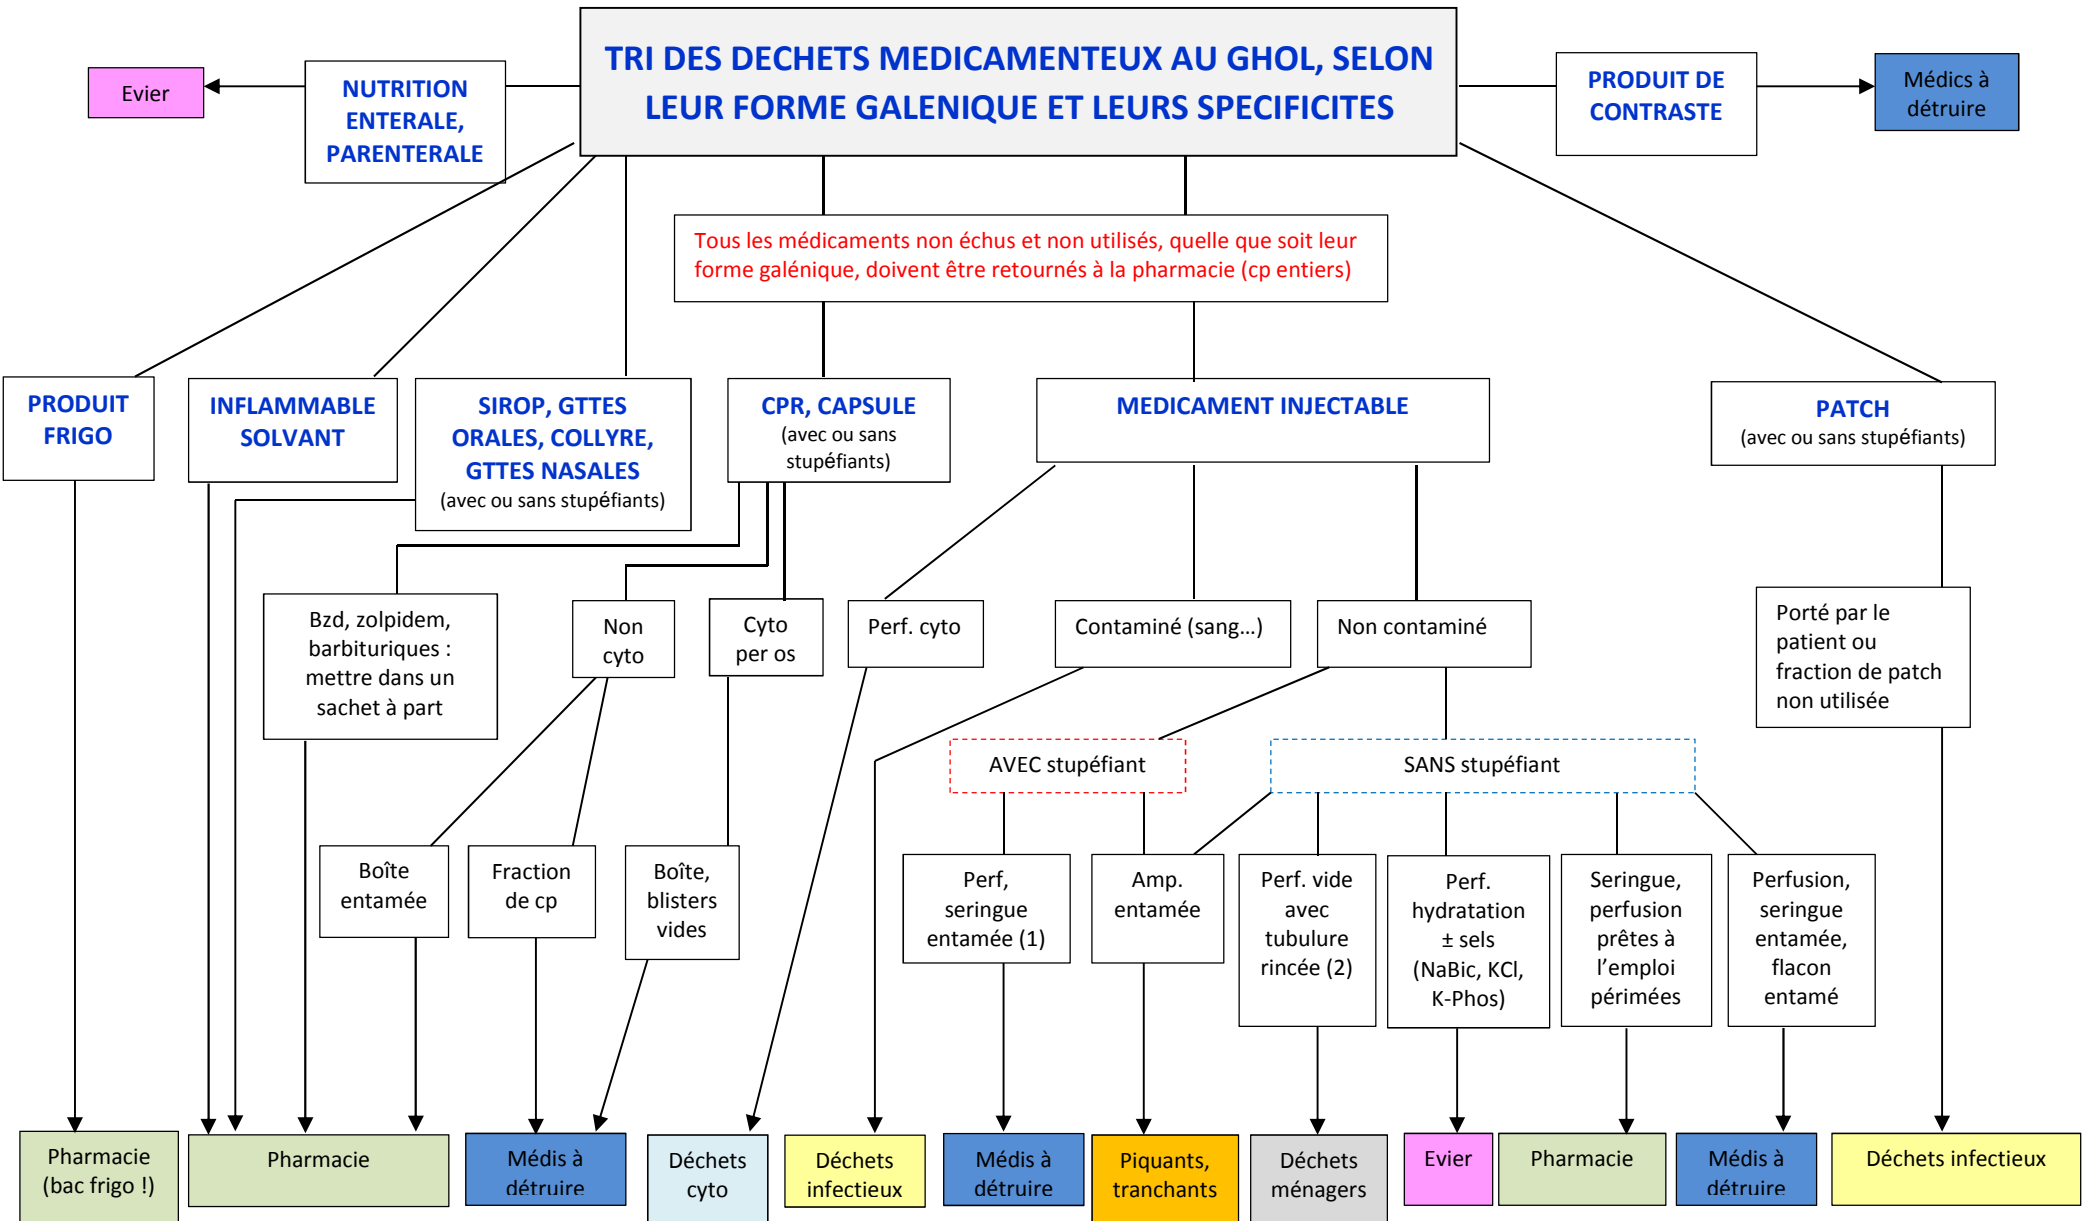 TRI DES DECHETS MEDICAMENTEUX AU GHOL, SELON
LEUR FORME GALENIQUE ET LEURS SPECIFICITES
Evier
NUTRITION
ENTERALE,
PARENTERALE
PRODUIT DE
CONTRASTE
Médics à
détruire
Tous les médicaments non échus et non utilisés, quelle que soit leur
forme galénique, doivent être retournés à la pharmacie (cp entiers)
PRODUIT
FRIGO
INFLAMMABLE
SOLVANT
SIROP, GTTES
ORALES, COLLYRE,
GTTES NASALES
(avec ou sans stupéfiants)
CPR, CAPSULE
(avec ou sans
stupéfiants)
MEDICAMENT INJECTABLE
PATCH
(avec ou sans stupéfiants)
Bzd, zolpidem,
barbituriques :
mettre dans un
sachet à part
Non
cyto
Cyto
per os
Perf. cyto
Contaminé (sang...)
Non contaminé
Porté par le
patient ou
fraction de patch
non utilisée
AVEC stupéfiant
SANS stupéfiant
Boîte
entamée
Fraction
de cp
Boîte,
blisters
vides
Perf,
seringue
entamée (1)
Amp.
entamée
Perf. vide
avec
tubulure
rincée (2)
Perf.
hydratation
± sels
(NaBic, KCl,
K-Phos)
Seringue,
perfusion
prêtes à
l’emploi
périmées
Perfusion,
seringue
entamée,
flacon
entamé
Pharmacie
(bac frigo !)
Pharmacie
Médis à
détruire
Déchets
cyto
Déchets
infectieux
Médis à
détruire
Piquants,
tranchants
Déchets
ménagers
Evier
Pharmacie
Médis à
détruire
Déchets infectieux